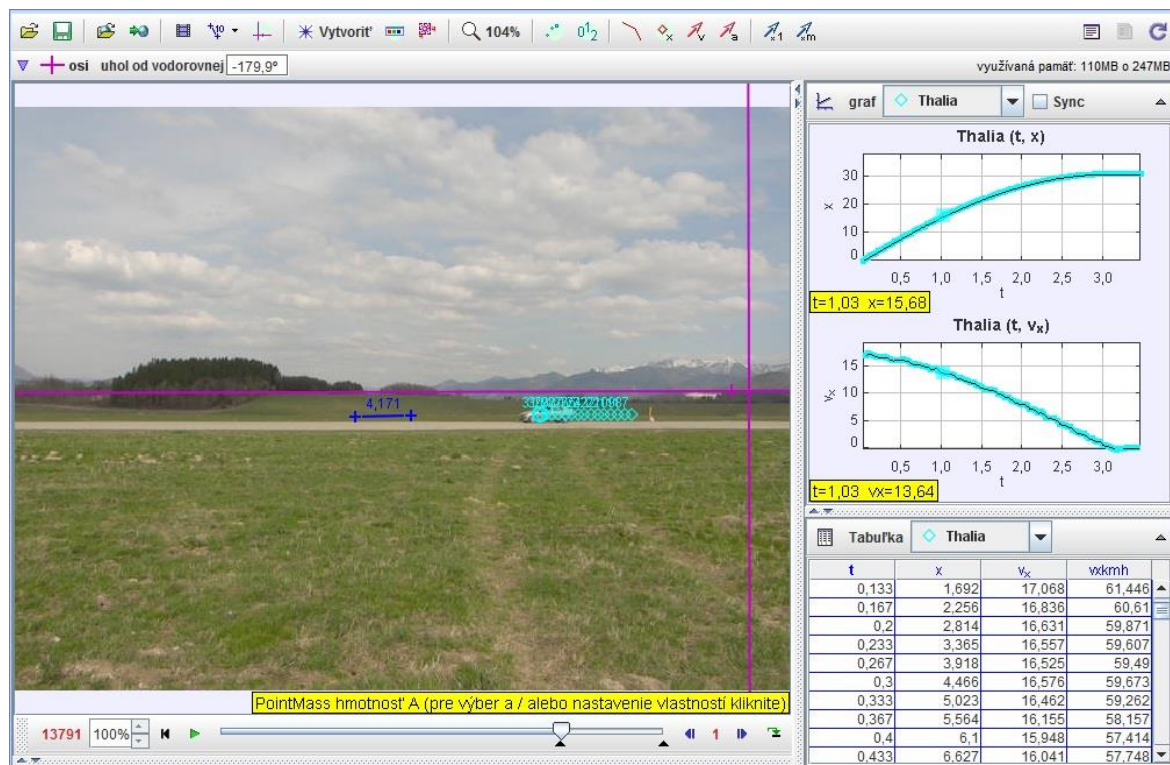 Vytvoriť 104%
osi uhol od vodorovnej -179,9º
využívaná pamäť: 110MB o 247MB
4,171
graf Thalia Sync
Thalia (t, x)
x
30
20
10
0
0,5 1,0 1,5 2,0 2,5 3,0
t
t=1,03 x=15,68
Thalia (t, vx)
vx
15
10
5
0
0,5 1,0 1,5 2,0 2,5 3,0
t
t=1,03 vx=13,64
Tabuľka Thalia
t x vx vxkmh
0,133 1,692 17,068 61,446
0,167 2,256 16,836 60,61
0,2 2,814 16,631 59,871
0,233 3,365 16,557 59,607
0,267 3,918 16,525 59,49
0,3 4,466 16,576 59,673
0,333 5,023 16,462 59,262
0,367 5,564 16,155 58,157
0,4 6,1 15,948 57,414
0,433 6,627 16,041 57,748
PointMass hmotnosť A (pre výber a / alebo nastavenie vlastností kliknite)
13791 100% 1